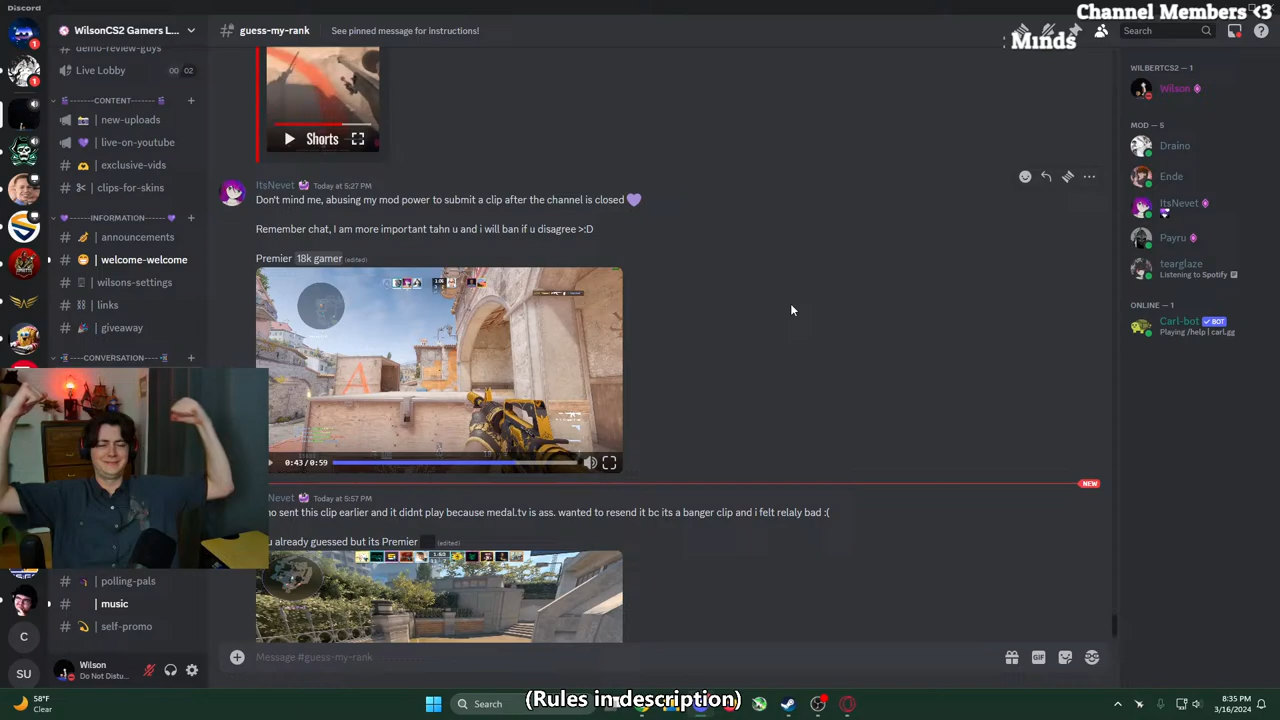 Discord
Channel Members <3
: Minds
WilsonCS2 Gamers L...
guess-my-rank
See pinned message for instructions!
Search
demo-review-guys
Live Lobby
00 02
CONTENT
new-uploads
live-on-youtube
exclusive-vids
clips-for-skins
INFORMATION
announcements
welcome-welcome
wilsons-settings
links
giveaway
CONVERSATION
polling-pals
music
self-promo
C
SU
Wilson
Do Not Distu...
Shorts
ItsNevet Today at 5:27 PM
Don't mind me, abusing my mod power to submit a clip after the channel is closed
Remember chat, I am more important tahn u and i will ban if u disagree >:D
Premier 18k gamer (edited)
A
0:43 / 0:59
NEW
Nevet Today at 5:57 PM
o sent this clip earlier and it didnt play because medal.tv is ass. wanted to resend it bc its a banger clip and i felt relaly bad :(
u already guessed but its Premier (edited)
Message #guess-my-rank
GIF
WILBERTCS2 — 1
Wilson
MOD — 5
Draino
Ende
ItsNevet
Payru
tearglaze
Listening to Spotify
ONLINE — 1
Carl-bot BOT
Playing /help | carl.gg
58°F
Clear
Search
(Rules in description)
8:35 PM
3/16/2024